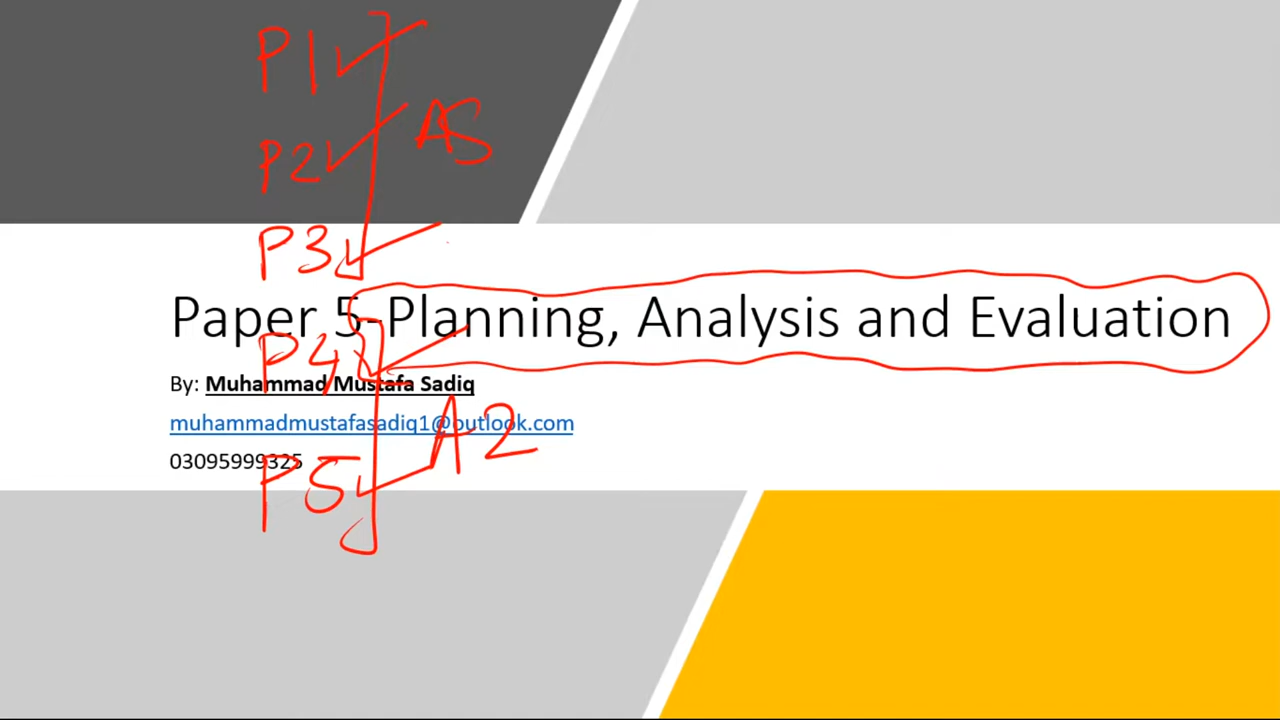 P1
P2
AS
P3
Paper 5-Planning, Analysis and Evaluation
P4
By: Muhammad Mustafa Sadiq
muhammadmustafasadiq1@outlook.com
A2
03095999325
P5